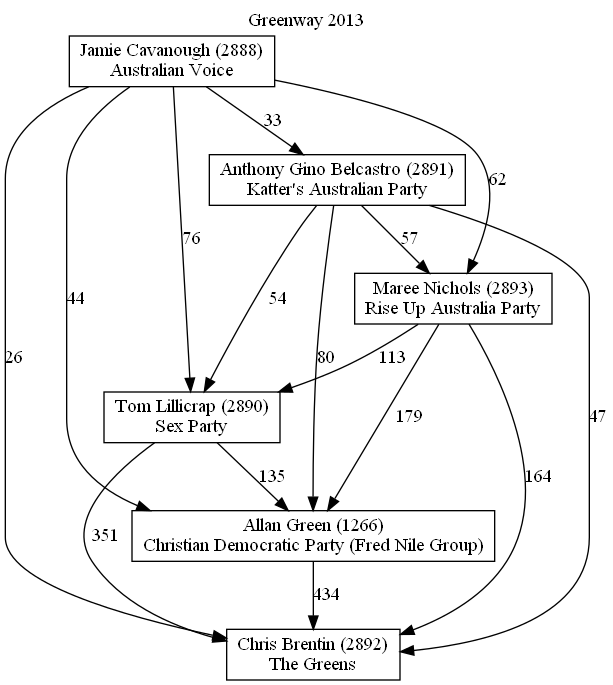 Greenway 2013
Jamie Cavanough (2888)
Australian Voice
33
Anthony Gino Belcastro (2891)
Katter's Australian Party
62
76
57
Maree Nichols (2893)
Rise Up Australia Party
44
54
26
80
113
47
Tom Lillicrap (2890)
Sex Party
179
135
164
351
Allan Green (1266)
Christian Democratic Party (Fred Nile Group)
434
Chris Brentin (2892)
The Greens